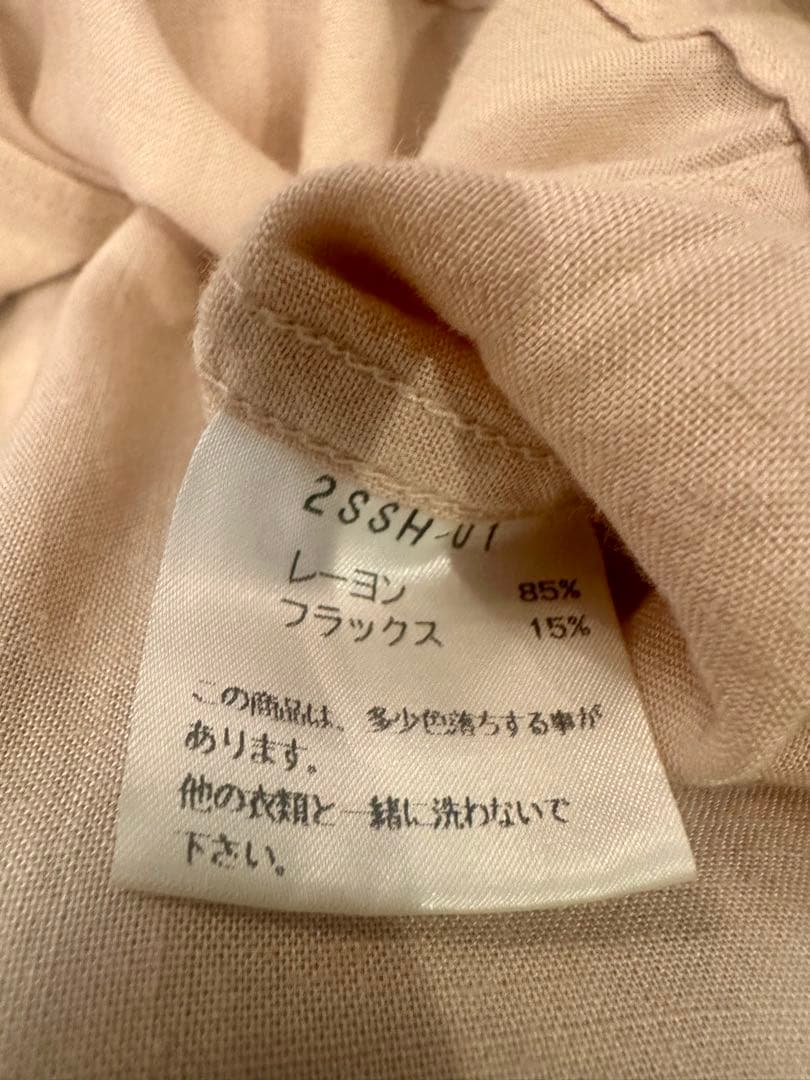 2SSH-01
レーヨン 85%
フラックス 15%
この商品は、多少色落ちする事が
あります。
他の衣類と一緒に洗わないで
下さい。